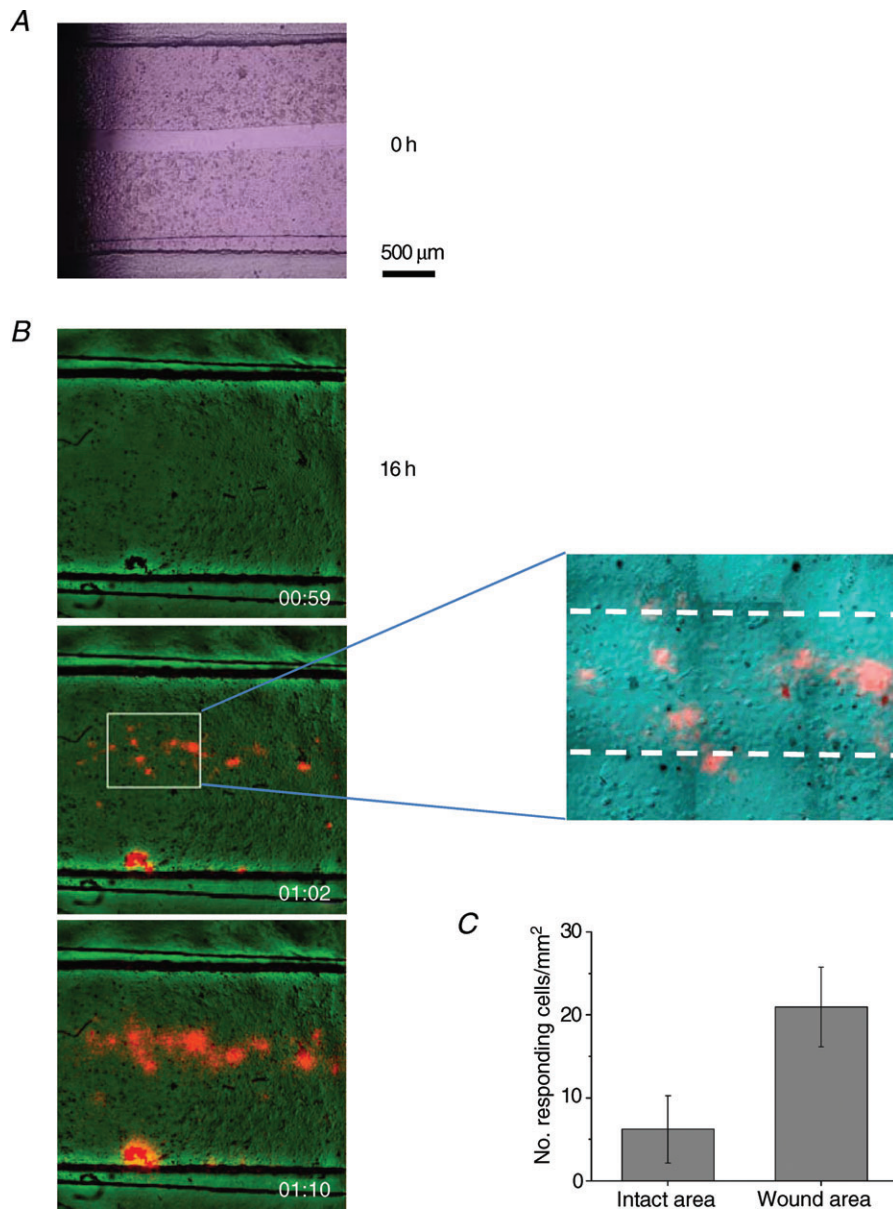 A
0 h
500 µm
B
16 h
00:59
01:02
01:10
C
No. responding cells/mm²
30
20
10
0
Intact area
Wound area